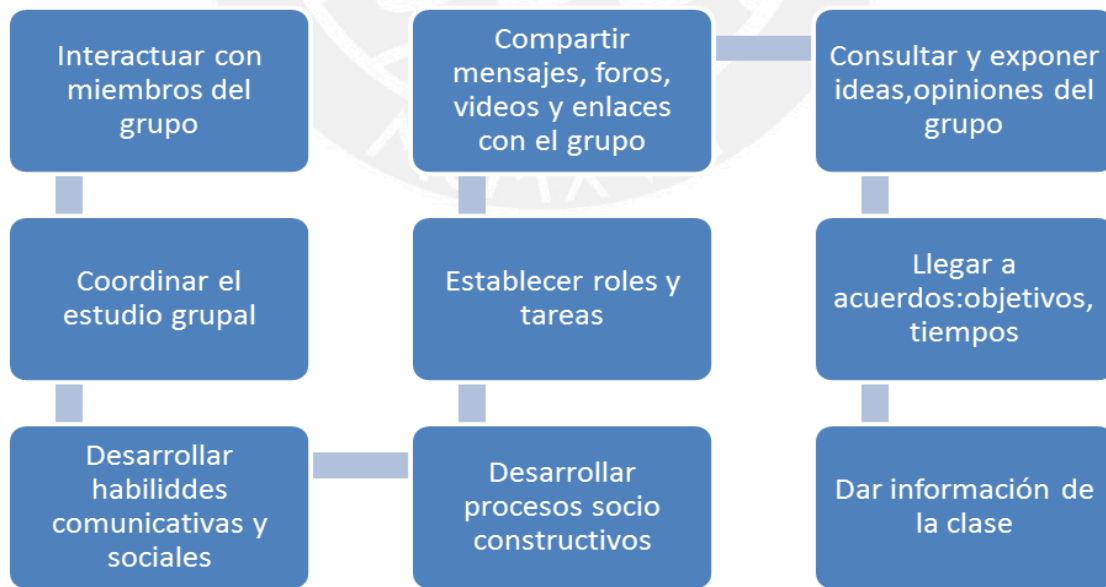 Interactuar con
miembros del
grupo
Coordinar el
estudio grupal
Desarrollar
habiliddes
comunicativas y
sociales
Desarrollar
procesos socio
constructivos
Establecer roles y
tareas
Compartir
mensajes, foros,
videos y enlaces
con el grupo
Consultar y exponer
ideas,opiniones del
grupo
Llegar a
acuerdos:objetivos,
tiempos
Dar información de
la clase